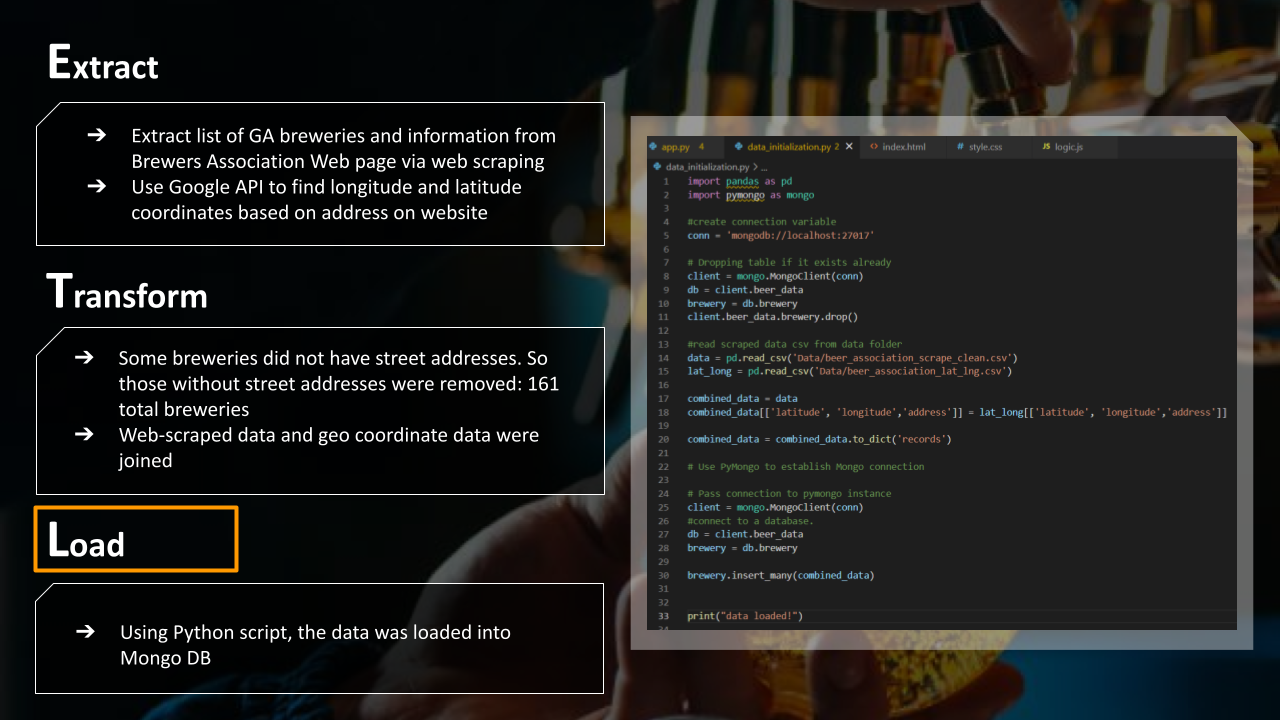 Extract
➔ Extract list of GA breweries and information from
Brewers Association Web page via web scraping
➔ Use Google API to find longitude and latitude
coordinates based on address on website
Transform
➔ Some breweries did not have street addresses. So
those without street addresses were removed: 161
total breweries
➔ Web-scraped data and geo coordinate data were
joined
Load
➔ Using Python script, the data was loaded into
Mongo DB
app.py 4 data_initialization.py 2 ✕ <> index.html # style.css JS logic.js
data_initialization.py > ...
1 import pandas as pd
2 import pymongo as mongo
3
4 #create connection variable
5 conn = 'mongodb://localhost:27017'
6
7 # Dropping table if it exists already
8 client = mongo.MongoClient(conn)
9 db = client.beer_data
10 brewery = db.brewery
11 client.beer_data.brewery.drop()
12
13 #read scraped data csv from data folder
14 data = pd.read_csv('Data/beer_association_scrape_clean.csv')
15 lat_long = pd.read_csv('Data/beer_association_lat_lng.csv')
16
17 combined_data = data
18 combined_data[['latitude', 'longitude','address']] = lat_long[['latitude', 'longitude','address']]
19
20 combined_data = combined_data.to_dict('records')
21
22 # Use PyMongo to establish Mongo connection
23
24 # Pass connection to pymongo instance
25 client = mongo.MongoClient(conn)
26 #connect to a database.
27 db = client.beer_data
28 brewery = db.brewery
29
30 brewery.insert_many(combined_data)
31
32
33 print("data loaded!")
34